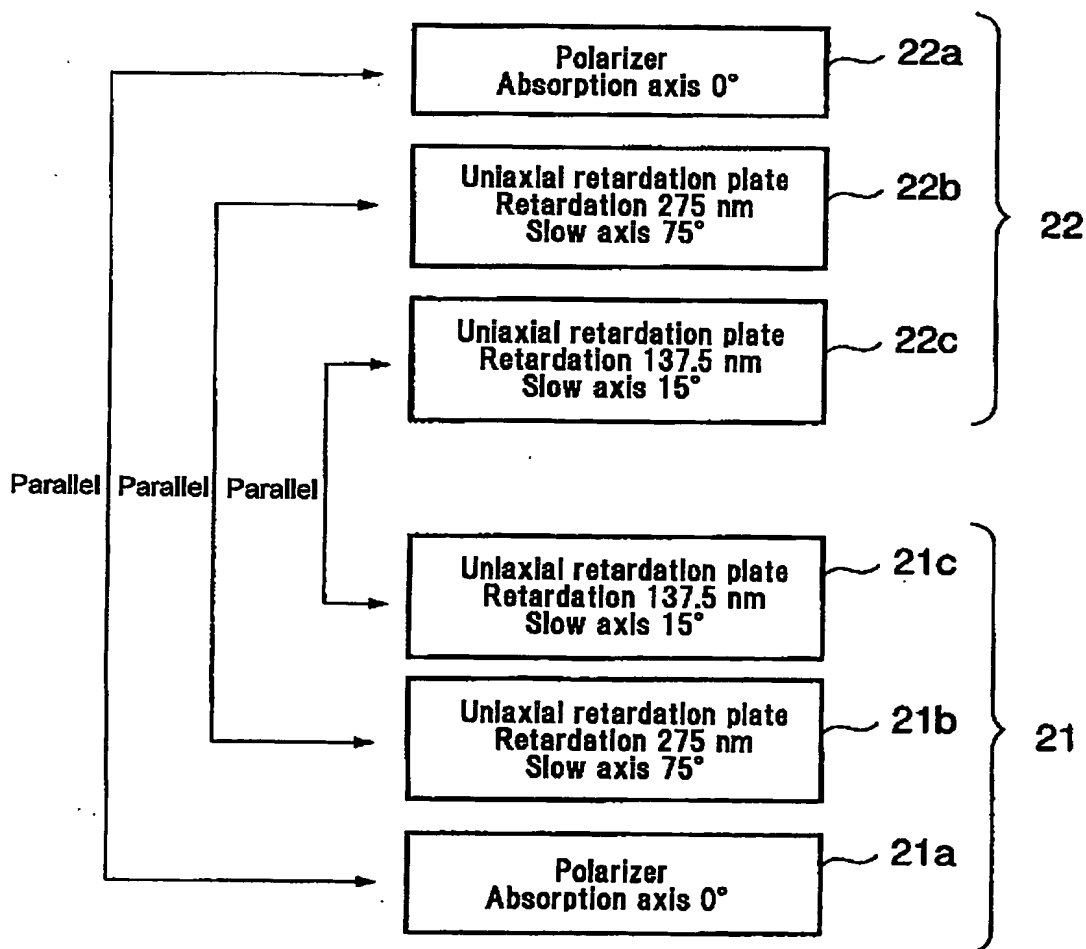 Polarizer
Absorption axis 0°
22a
Uniaxial retardation plate
Retardation 275 nm
Slow axis 75°
22b
22
Uniaxial retardation plate
Retardation 137.5 nm
Slow axis 15°
22c
Parallel
Parallel
Parallel
Uniaxial retardation plate
Retardation 137.5 nm
Slow axis 15°
21c
Uniaxial retardation plate
Retardation 275 nm
Slow axis 75°
21b
21
Polarizer
Absorption axis 0°
21a